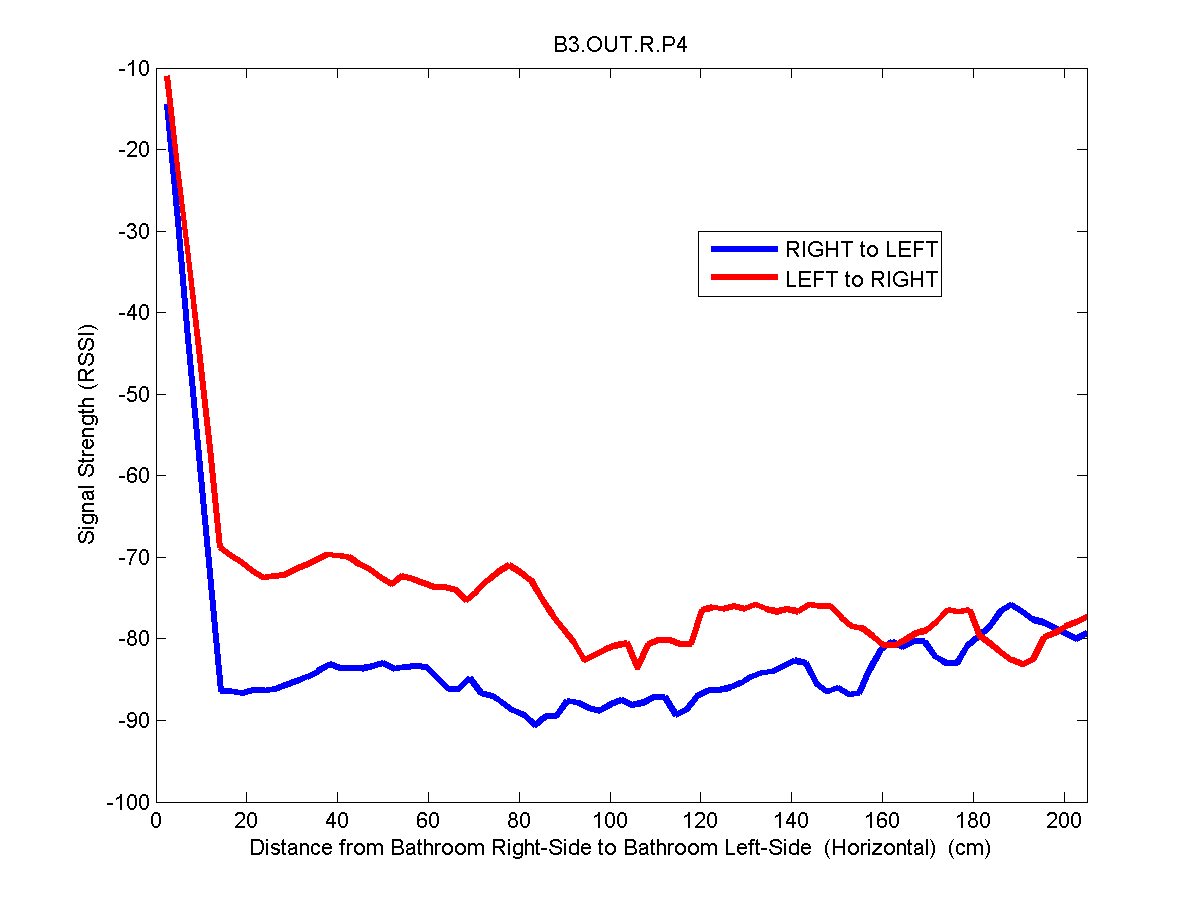 B3.OUT.R.P4
-10
-20
-30
-40
-50
-60
-70
-80
-90
-100
Signal Strength (RSSI)
RIGHT to LEFT
LEFT to RIGHT
0 20 40 60 80 100 120 140 160 180 200
Distance from Bathroom Right-Side to Bathroom Left-Side (Horizontal) (cm)